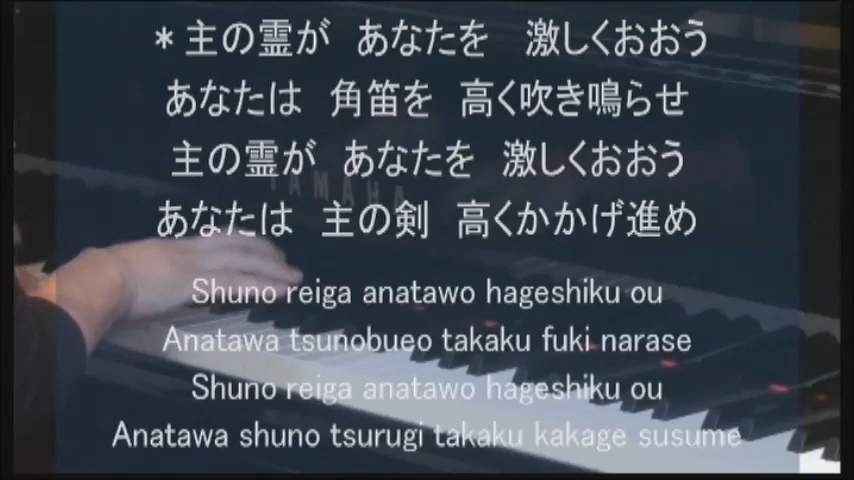 *主の霊が　あなたを　激しくおおう
あなたは　角笛を　高く吹き鳴らせ
主の霊が　あなたを　激しくおおう
YAMAHA
あなたは　主の剣　高くかかげ進め
Shuno reiga anatawo hageshiku ou
Anatawa tsunobueo takaku fuki narase
Shuno reiga anatawo hageshiku ou
Anatawa shuno tsurugi takaku kakage susume